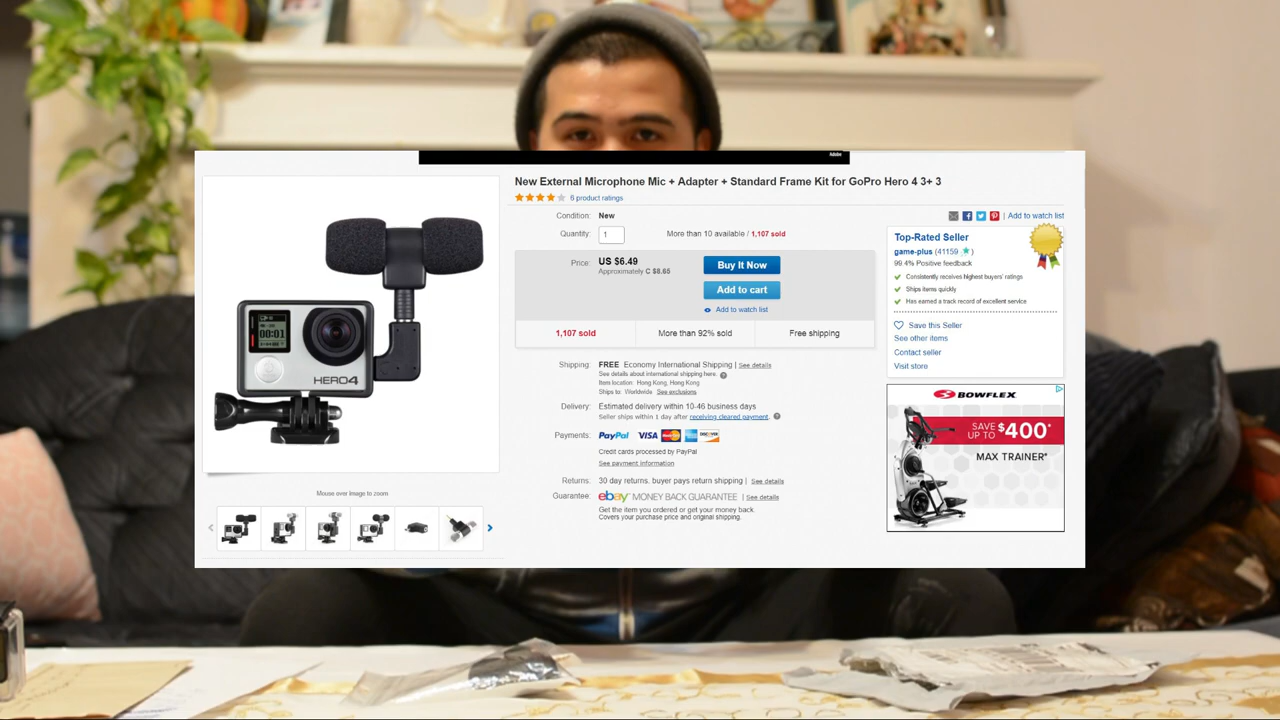 Adobe
New External Microphone Mic + Adapter + Standard Frame Kit for GoPro Hero 4 3+ 3
6 product ratings
Condition: New
Add to watch list
Quantity: 1 More than 10 available / 1,107 sold
Price: US $6.49
Approximately C $8.65
Buy It Now
Add to cart
Add to watch list
1,107 sold More than 92% sold Free shipping
Shipping: FREE Economy International Shipping | See details
See details about international shipping here.
Item location: Hong Kong, Hong Kong
Ships to: Worldwide See exclusions
Delivery: Estimated delivery within 10-46 business days
Seller ships within 1 day after receiving cleared payment.
Payments: PayPal VISA MasterCard DISCOVER
Credit cards processed by PayPal
See payment information
Returns: 30 day returns, buyer pays return shipping | See details
Guarantee: ebay MONEY BACK GUARANTEE | See details
Get the item you ordered or get your money back.
Covers your purchase price and original shipping.
Top-Rated Seller
game-plus (41159)
99.4% Positive feedback
Consistently receives highest buyers' ratings
Ships items quickly
Has earned a track record of excellent service
Save this Seller
See other items
Contact seller
Visit store
BOWFLEX
SAVE UP TO $400*
MAX TRAINER*
00:01
HERO4
Mouse over image to zoom